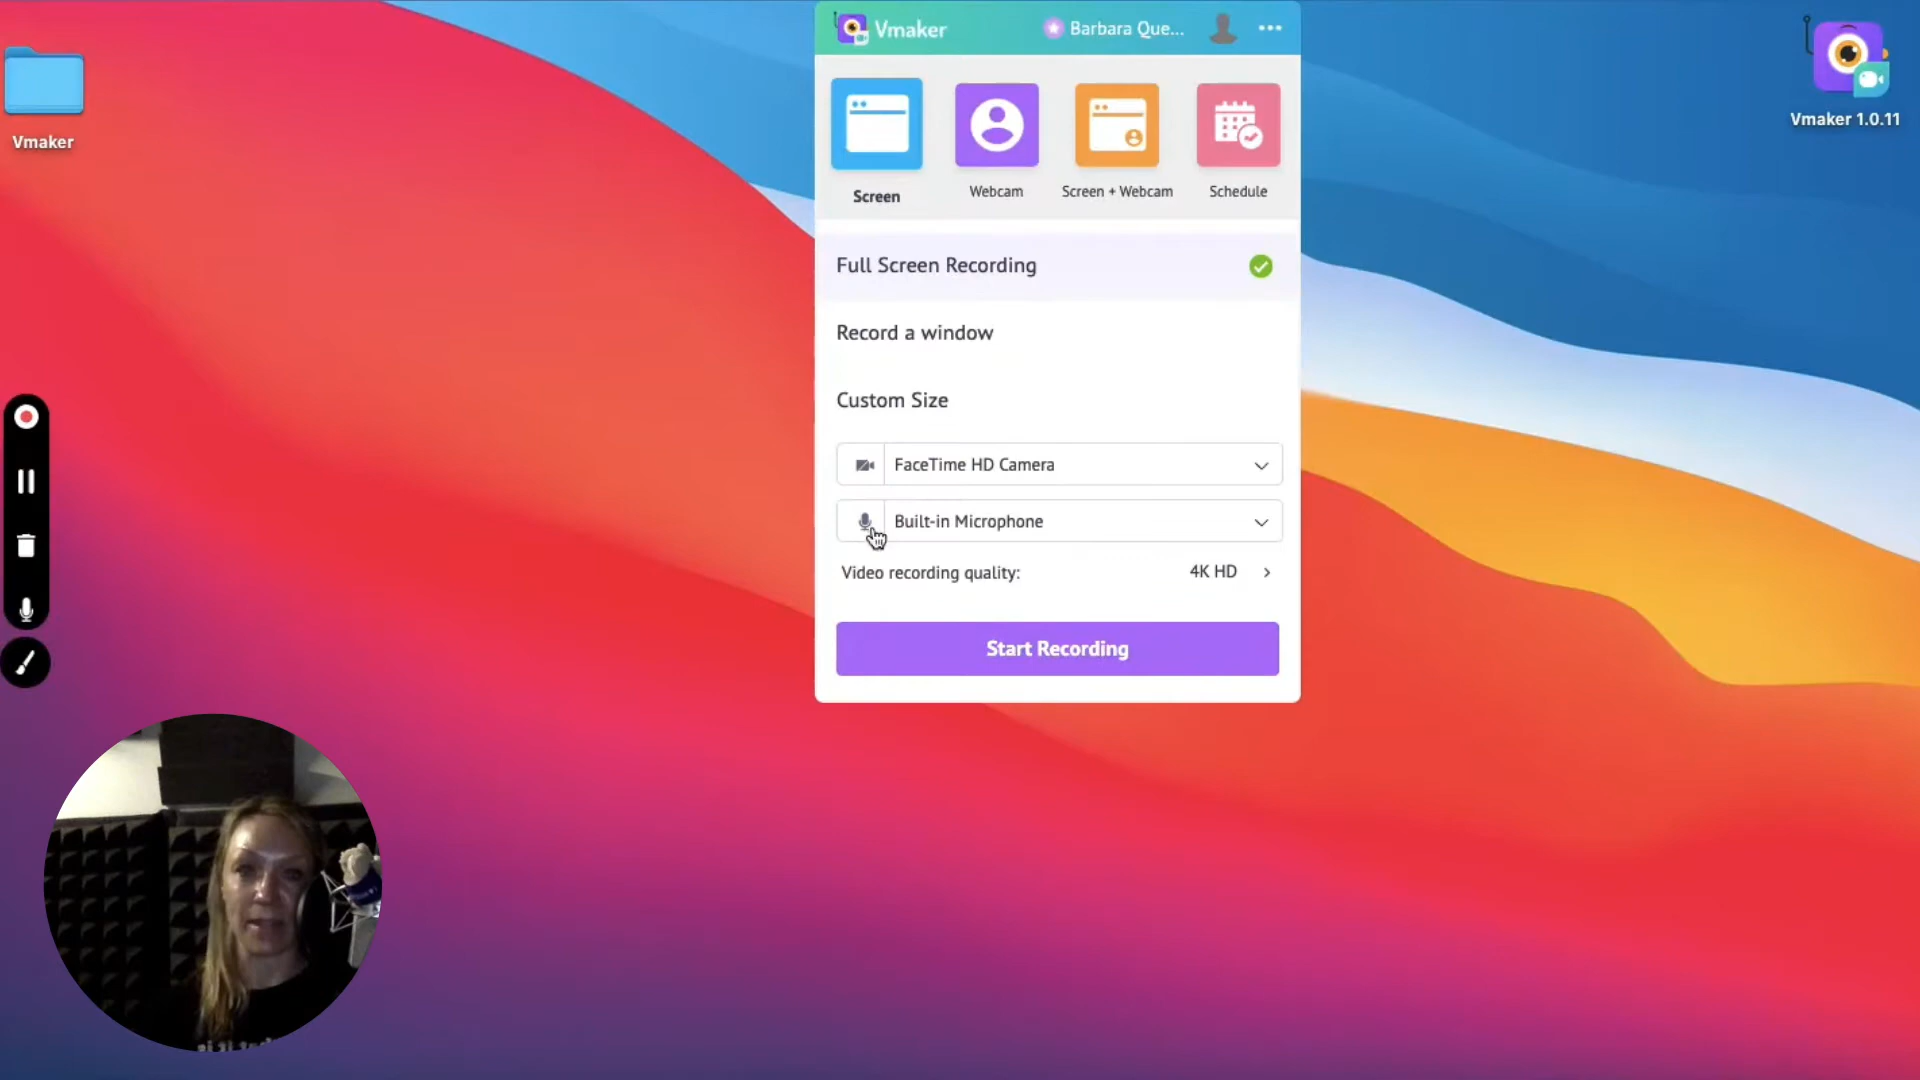 Vmaker
Barbara Que...
Vmaker
Vmaker 1.0.11
Screen
Webcam
Screen + Webcam
Schedule
Full Screen Recording
Record a window
Custom Size
FaceTime HD Camera
Built-in Microphone
Video recording quality:
4K HD
Start Recording